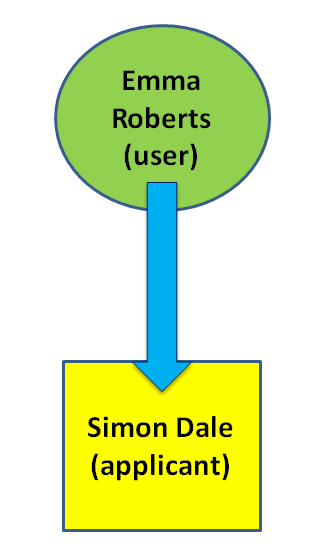 Emma
Roberts
(user)
Simon Dale
(applicant)